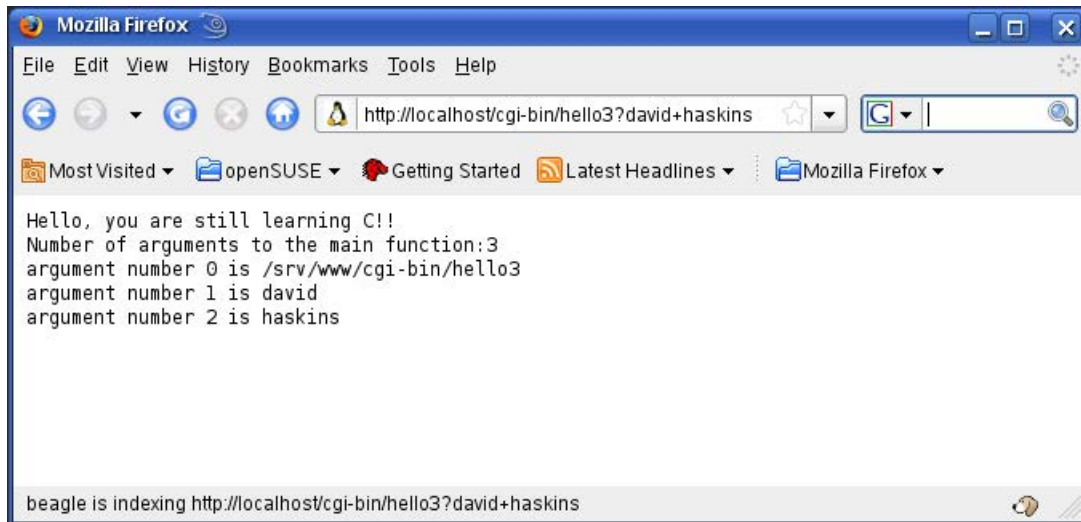 Mozilla Firefox
File Edit View History Bookmarks Tools Help
http://localhost/cgi-bin/hello3?david+haskins
G
Most Visited openSUSE Getting Started Latest Headlines Mozilla Firefox
Hello, you are still learning C!!
Number of arguments to the main function:3
argument number 0 is /srv/www/cgi-bin/hello3
argument number 1 is david
argument number 2 is haskins
beagle is indexing http://localhost/cgi-bin/hello3?david+haskins